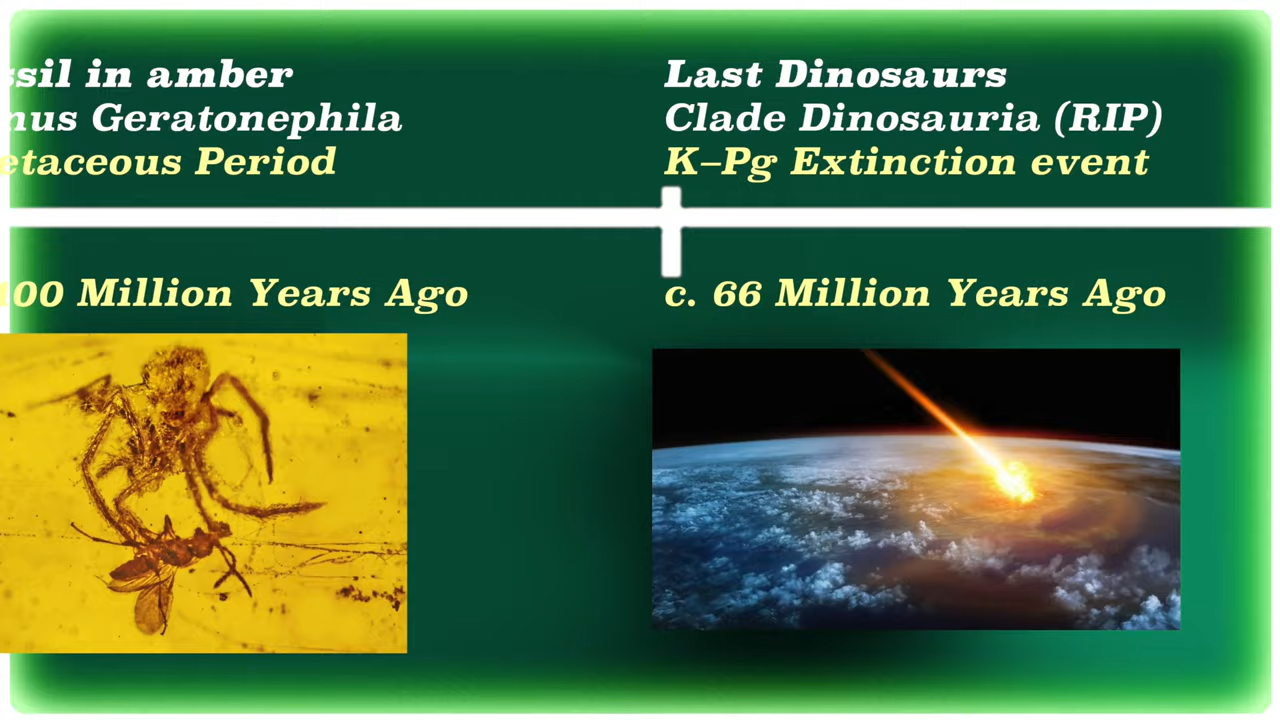 ssil in amber
nus Geratonephila
etaceous Period
100 Million Years Ago
Last Dinosaurs
Clade Dinosauria (RIP)
K–Pg Extinction event
c. 66 Million Years Ago